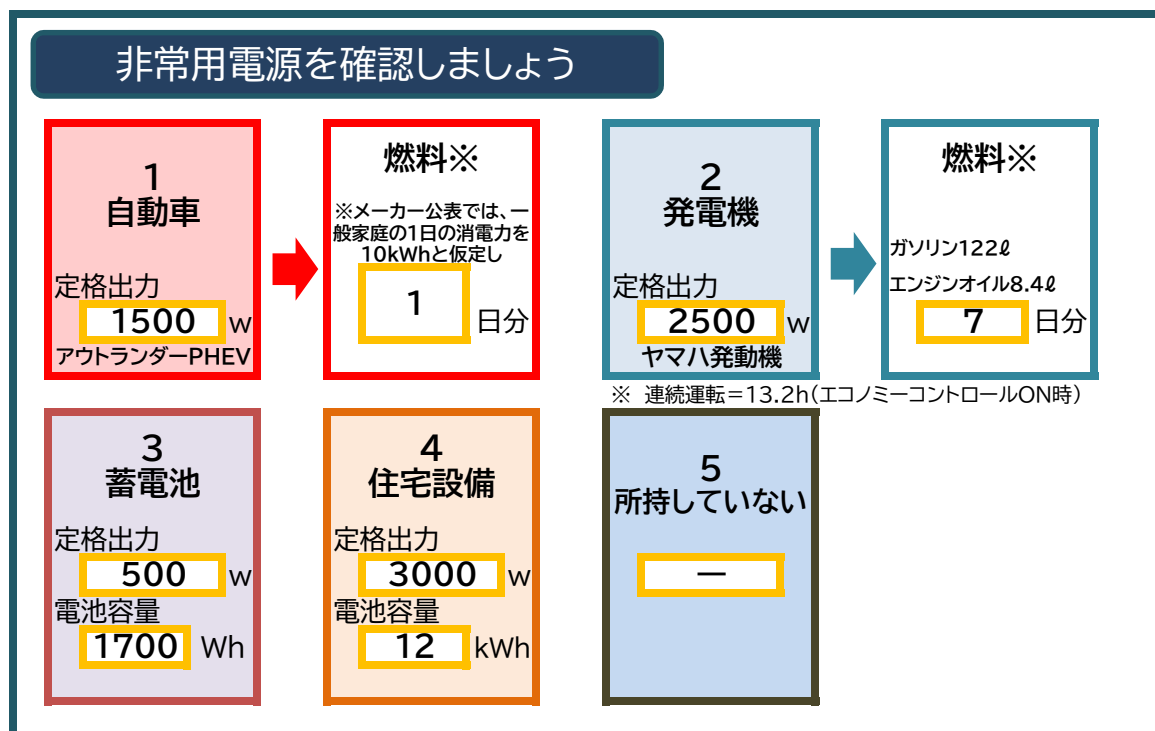 非常用電源を確認しましょう
1
自動車
定格出力
1500 w
アウトランダーPHEV
燃料※
※メーカー公表では、一
般家庭の1日の消電力を
10kWhと仮定し
1 日分
2
発電機
定格出力
2500 w
ヤマハ発動機
燃料※
ガソリン122ℓ
エンジンオイル8.4ℓ
7 日分
※ 連続運転=13.2h(エコノミーコントロールON時)
3
蓄電池
定格出力
500 w
電池容量
1700 Wh
4
住宅設備
定格出力
3000 w
電池容量
12 kWh
5
所持していない
ー